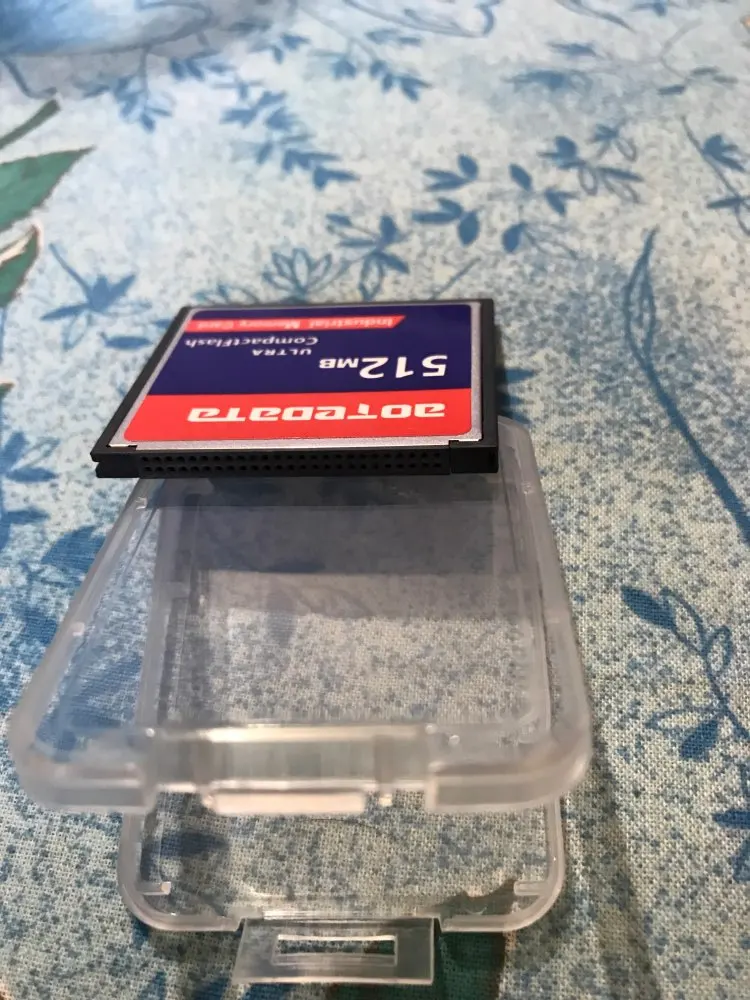 aOTeDaTa
512MB
ULTRA
CompactFlash
Industrial Memory Card